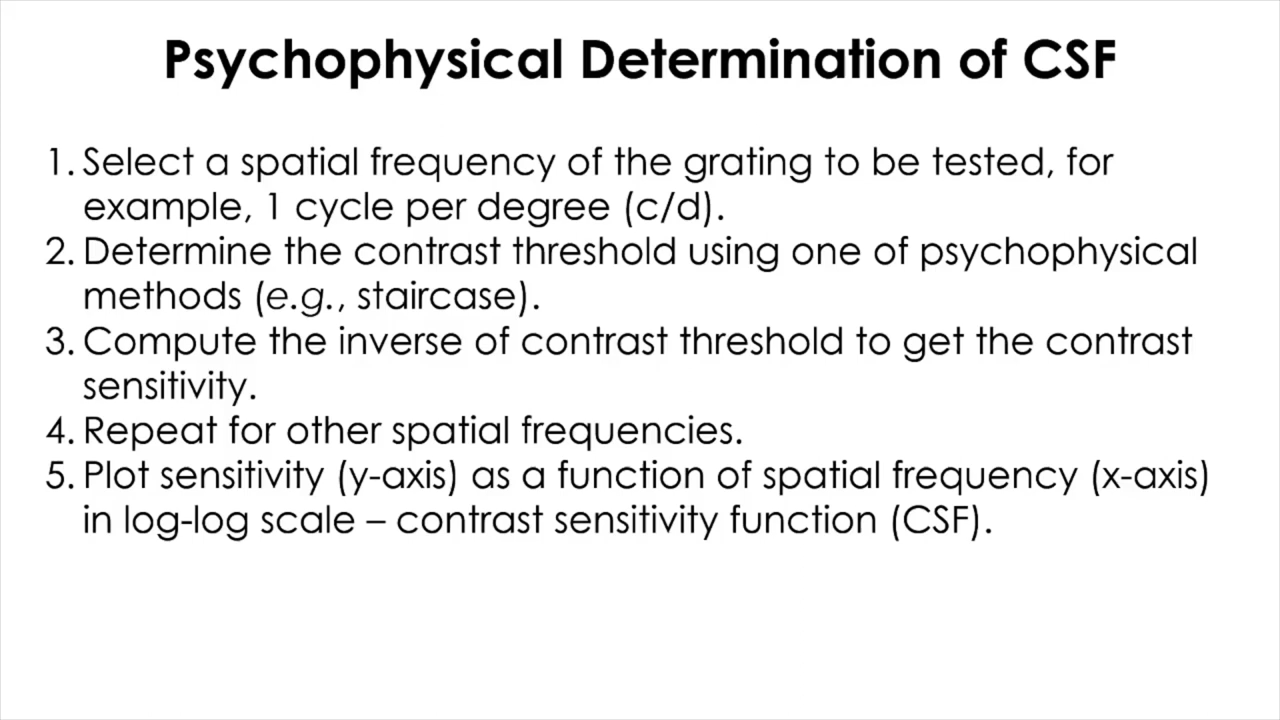 Psychophysical Determination of CSF
1. Select a spatial frequency of the grating to be tested, for
example, 1 cycle per degree (c/d).
2. Determine the contrast threshold using one of psychophysical
methods (e.g., staircase).
3. Compute the inverse of contrast threshold to get the contrast
sensitivity.
4. Repeat for other spatial frequencies.
5. Plot sensitivity (y-axis) as a function of spatial frequency (x-axis)
in log-log scale – contrast sensitivity function (CSF).